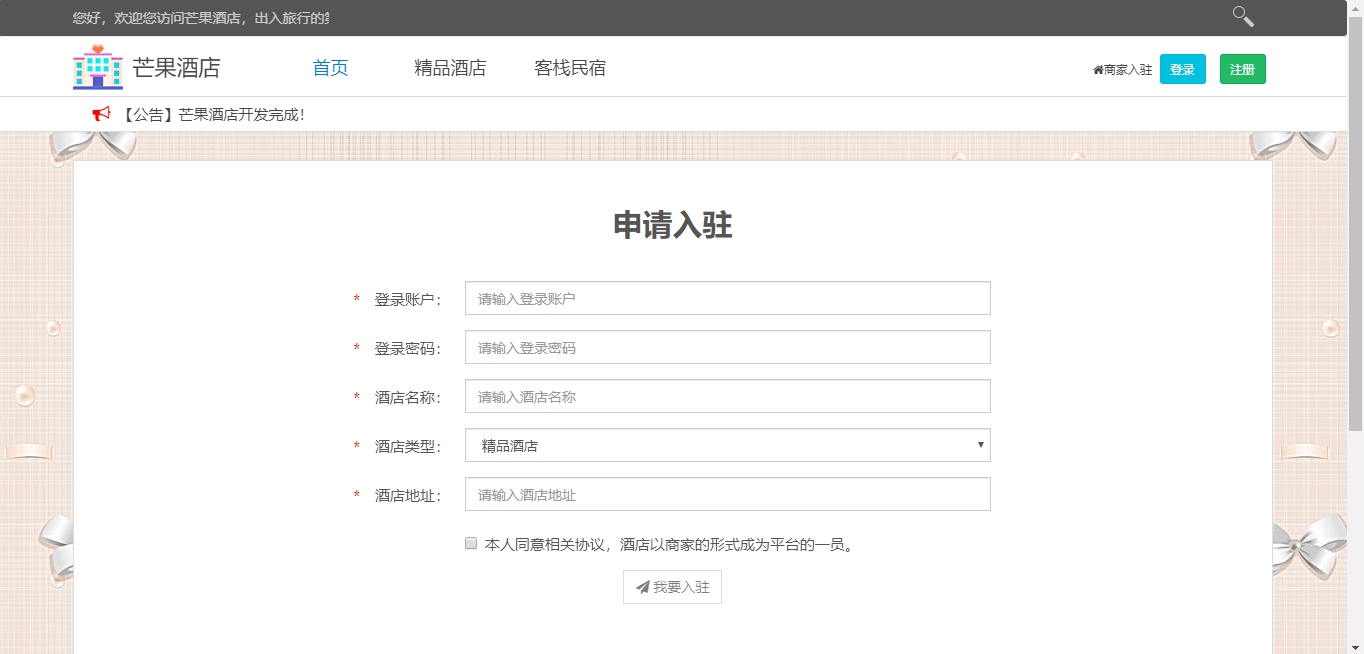 您好，欢迎您访问芒果酒店，出入旅行的
芒果酒店 首页 精品酒店 客栈民宿 商家入驻 登录 注册
【公告】芒果酒店开发完成！
申请入驻
* 登录账户： 请输入登录账户
* 登录密码： 请输入登录密码
* 酒店名称： 请输入酒店名称
* 酒店类型： 精品酒店
* 酒店地址： 请输入酒店地址
本人同意相关协议，酒店以商家的形式成为平台的一员。
我要入驻